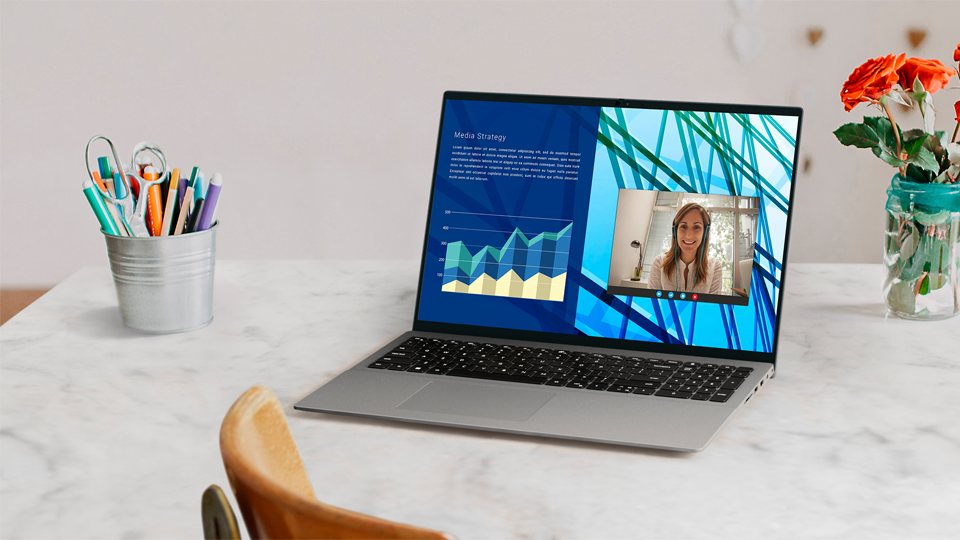 Media Strategy
Lorem ipsum dolor sit amet, consectetur adipiscing elit, sed do eiusmod tempor
incididunt ut labore et dolore magna aliqua. Ut enim ad minim veniam, quis nostrud
exercitation ullamco laboris nisi ut aliquip ex ea commodo consequat. Duis aute irure
dolor in reprehenderit in voluptate velit esse cillum dolore eu fugiat nulla pariatur.
Excepteur sint occaecat cupidatat non proident, sunt in culpa qui officia deserunt
mollit anim id est laborum.
500
400
300
200
100